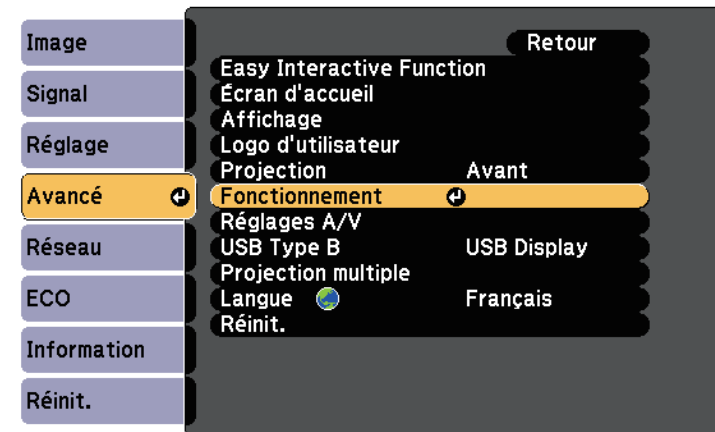 Image
Signal
Réglage
Avancé
Réseau
ECO
Information
Réinit.
Retour
Easy Interactive Function
Écran d'accueil
Affichage
Logo d'utilisateur
Projection Avant
Fonctionnement
Réglages A/V
USB Type B USB Display
Projection multiple
Langue Français
Réinit.